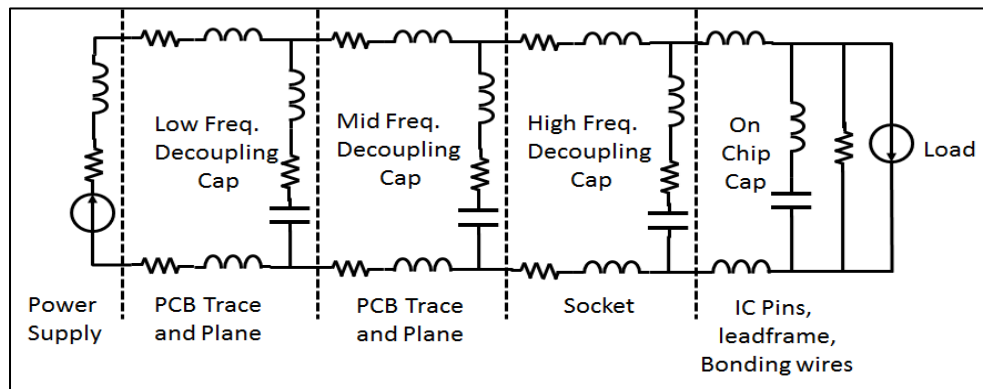 Low Freq.
Decoupling
Cap
Mid Freq.
Decoupling
Cap
High Freq.
Decoupling
Cap
On
Chip
Cap
Load
Power
Supply
PCB Trace
and Plane
PCB Trace
and Plane
Socket
IC Pins,
leadframe,
Bonding wires